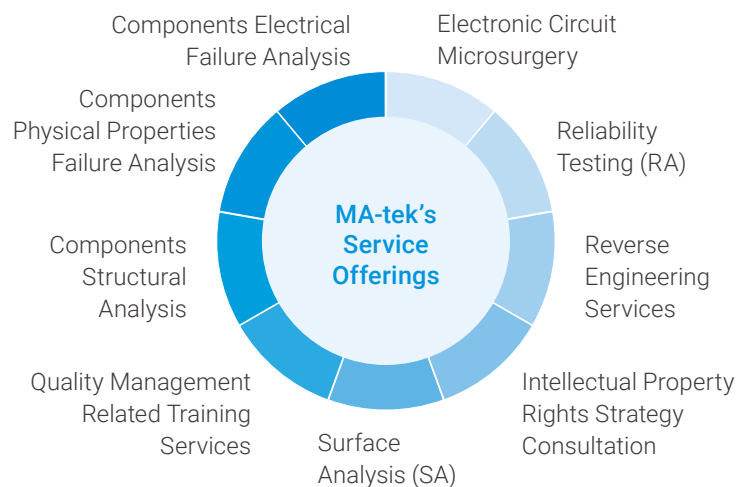 Components Electrical
Failure Analysis
Electronic Circuit
Microsurgery
Components
Physical Properties
Failure Analysis
Reliability
Testing (RA)
MA-tek's
Service
Offerings
Components
Structural
Analysis
Reverse
Engineering
Services
Quality Management
Related Training
Services
Surface
Analysis (SA)
Intellectual Property
Rights Strategy
Consultation